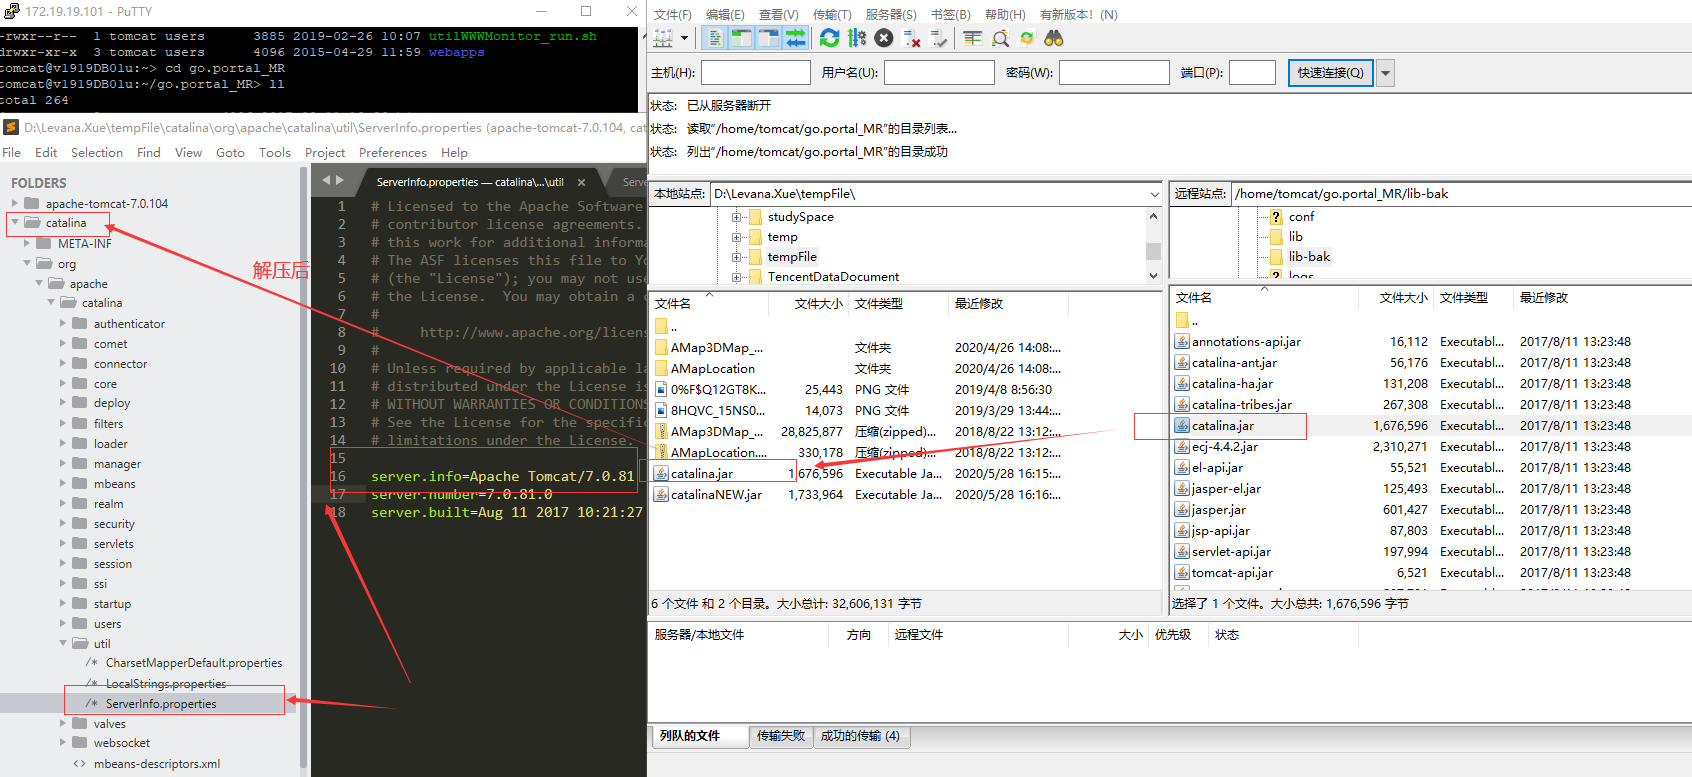 172.19.19.101 - PuTTY
-rwxr--r-- 1 tomcat users 3885 2019-02-26 10:07 utilWWWMonitor_run.sh
drwxr-xr-x 3 tomcat users 4096 2015-04-29 11:59 webapps
tomcat@v1919DB01u:~> cd go.portal_MR
tomcat@v1919DB01u:~/go.portal_MR> ll
total 264
D:\Levana.Xue\tempFile\catalina\org\apache\catalina\util\ServerInfo.properties (apache-tomcat-7.0.104, cat
File Edit Selection Find View Goto Tools Project Preferences Help
FOLDERS
apache-tomcat-7.0.104
catalina
META-INF
org
apache
catalina
authenticator
comet
connector
core
deploy
filters
loader
manager
mbeans
realm
security
servlets
session
ssi
startup
users
util
/* CharsetMapperDefault.properties
/* LocalStrings.properties
/* ServerInfo.properties
valves
websocket
<> mbeans-descriptors.xml
解压后
ServerInfo.properties — catalina\...\util ×
Serv
1 # Licensed to the Apache Software
2 # contributor license agreements.
3 # this work for additional informa
4 # The ASF licenses this file to Yo
5 # (the "License"); you may not use
6 # the License.  You may obtain a c
7 #
8 #     http://www.apache.org/licens
9 #
10 # Unless required by applicable la
11 # distributed under the License is
12 # WITHOUT WARRANTIES OR CONDITIONS
13 # See the License for the specific
14 # limitations under the License.
15
16 server.info=Apache Tomcat/7.0.81
17 server.number=7.0.81.0
18 server.built=Aug 11 2017 10:21:27
文件(F) 编辑(E) 查看(V) 传输(T) 服务器(S) 书签(B) 帮助(H) 有新版本！(N)
主机(H): 用户名(U): 密码(W): 端口(P): 快速连接(Q)
状态: 已从服务器断开
状态: 读取“/home/tomcat/go.portal_MR”的目录列表...
状态: 列出“/home/tomcat/go.portal_MR”的目录成功
本地站点: D:\Levana.Xue\tempFile\
studySpace
temp
tempFile
TencentDataDocument
文件名 文件大小 文件类型 最近修改
..
AMap3DMap_... 文件夹 2020/4/26 14:08:...
AMapLocation 文件夹 2020/4/26 14:08:...
0%F$Q12GT8K... 25,443 PNG 文件 2019/4/8 8:56:30
8HQVC_15NS0... 14,073 PNG 文件 2019/3/29 13:44:...
AMap3DMap_... 28,825,877 压缩(zipped)... 2018/8/22 13:12:...
AMapLocation.... 330,178 压缩(zipped)... 2018/8/22 13:12:...
catalina.jar 1,676,596 Executable Ja... 2020/5/28 16:15:...
catalinaNEW.jar 1,733,964 Executable Ja... 2020/5/28 16:16:...
6 个文件 和 2 个目录。大小总计: 32,606,131 字节
远程站点: /home/tomcat/go.portal_MR/lib-bak
conf
lib
lib-bak
logs
文件名 文件大小 文件类型 最近修改
..
annotations-api.jar 16,112 Executabl... 2017/8/11 13:23:48
catalina-ant.jar 56,176 Executabl... 2017/8/11 13:23:48
catalina-ha.jar 131,208 Executabl... 2017/8/11 13:23:48
catalina-tribes.jar 267,308 Executabl... 2017/8/11 13:23:48
catalina.jar 1,676,596 Executabl... 2017/8/11 13:23:48
ecj-4.4.2.jar 2,310,271 Executabl... 2017/8/11 13:23:48
el-api.jar 55,521 Executabl... 2017/8/11 13:23:48
jasper-el.jar 125,493 Executabl... 2017/8/11 13:23:48
jasper.jar 601,427 Executabl... 2017/8/11 13:23:48
jsp-api.jar 87,803 Executabl... 2017/8/11 13:23:48
servlet-api.jar 197,994 Executabl... 2017/8/11 13:23:48
tomcat-api.jar 6,521 Executabl... 2017/8/11 13:23:48
选择了 1 个文件。大小总共: 1,676,596 字节
服务器/本地文件 方向 远程文件 大小 优先级 状态
列队的文件 传输失败 成功的传输 (4)